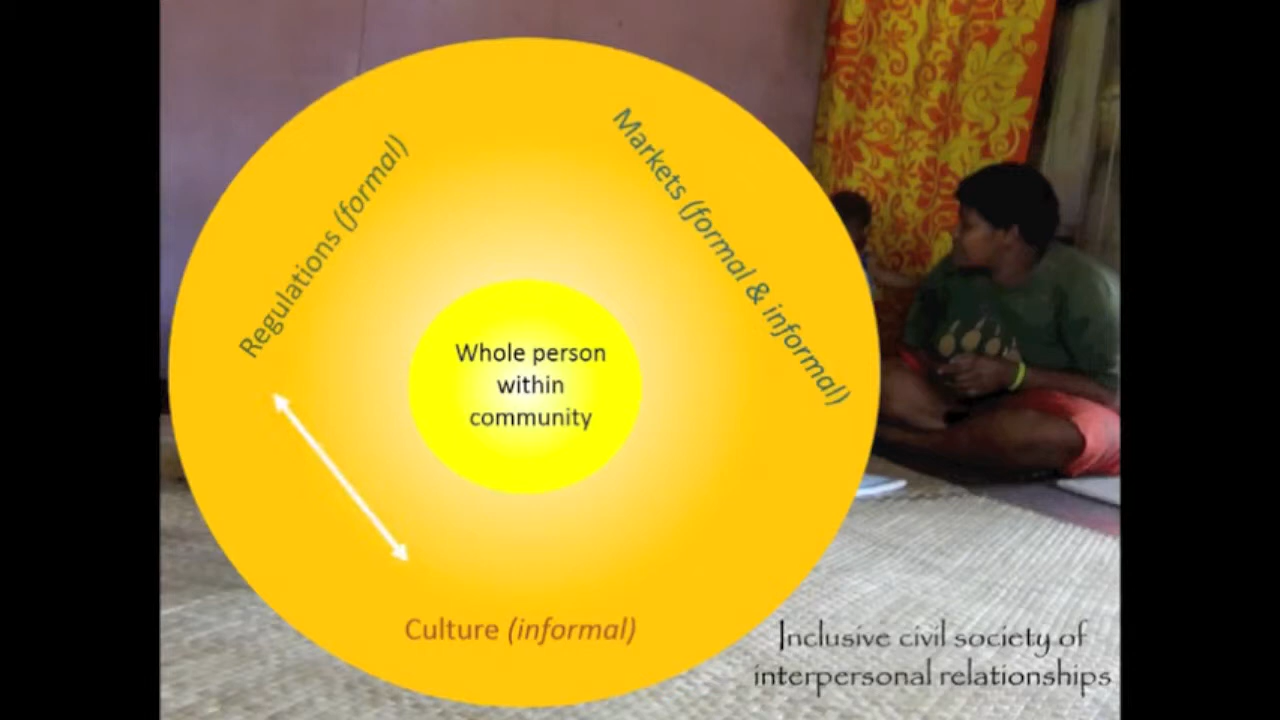 Regulations (formal)
Markets (formal & informal)
Whole person
within
community
Culture (informal)
Inclusive civil society of
interpersonal relationships